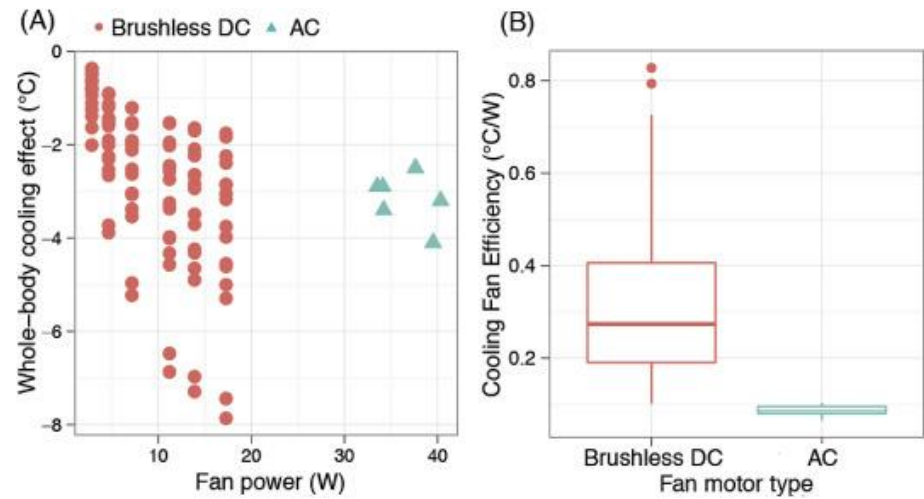 (A)
Brushless DC AC
Whole-body cooling effect (°C)
0
-2
-4
-6
-8
10 20 30 40
Fan power (W)
(B)
Cooling Fan Efficiency (°C/W)
0.8
0.6
0.4
0.2
Brushless DC AC
Fan motor type